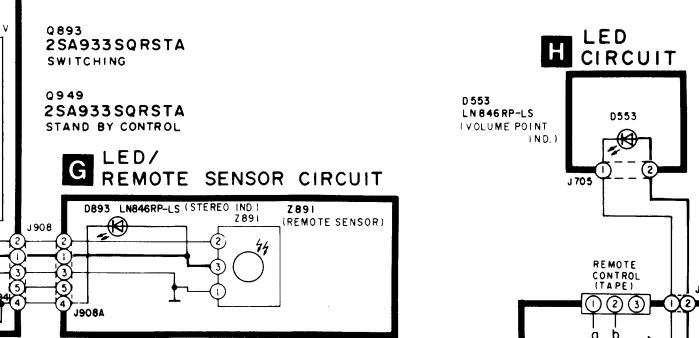 V
Q893
2SA933SQRSTA
SWITCHING
Q949
2SA933SQRSTA
STAND BY CONTROL
G LED/
REMOTE SENSOR CIRCUIT
D893 LN846RP-LS (STEREO IND.)
Z891
Z891
(REMOTE SENSOR)
J908
2 2 2
1 1
3 3 3
5 5 1
4 4
J908A
H LED
CIRCUIT
D553
LN846RP-LS
(VOLUME POINT
IND.)
D553
1 2
J705
REMOTE
CONTROL
(TAPE)
1 2 3 1 2
a b